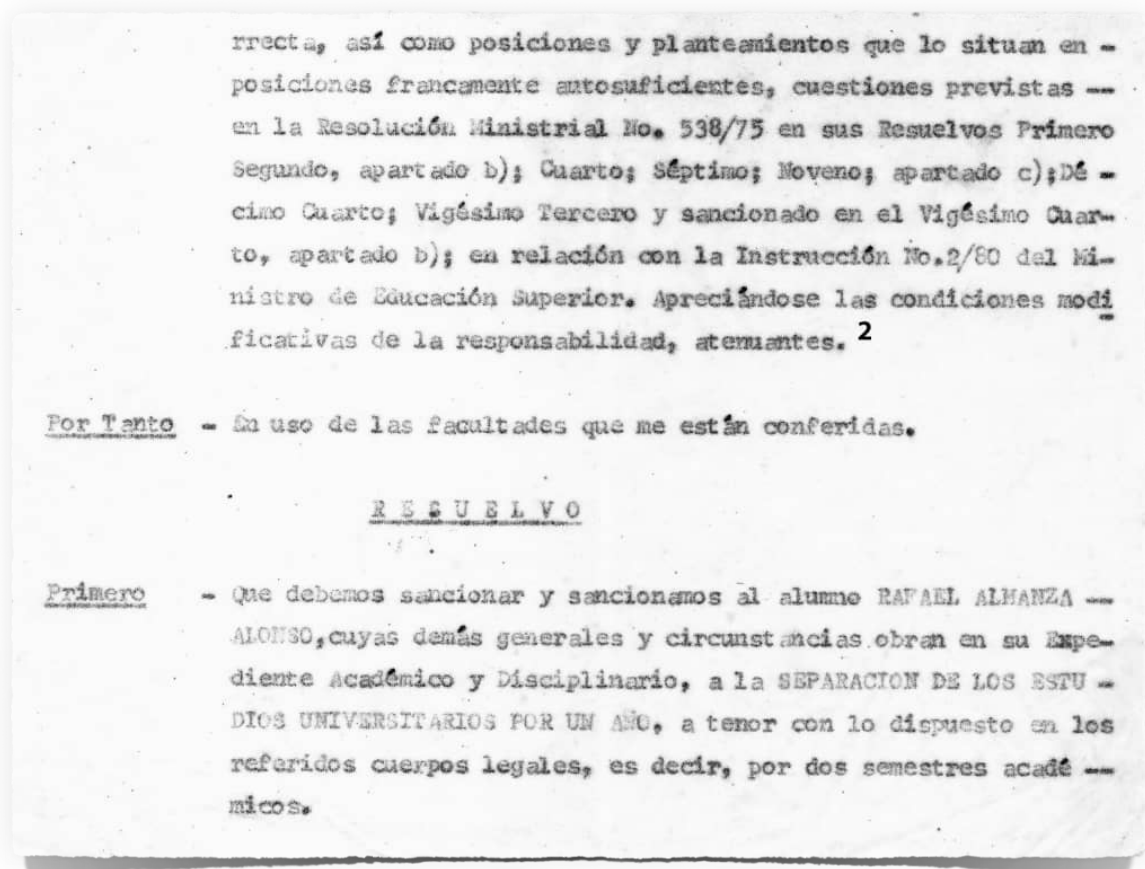 rrecta, así como posiciones y planteamientos que lo situan en -
posiciones francamente autosuficientes, cuestiones previstas --
en la Resolución Ministrial No. 538/75 en sus Resuelvos Primero
Segundo, apartado b); Cuarto; Séptimo; Noveno; apartado c);Dé -
cimo Cuarto; Vigésimo Tercero y sancionado en el Vigésimo Cuar-
to, apartado b); en relación con la Instrucción No.2/80 del Mi-
nistro de Educación Superior. Apreciándose las condiciones modi
ficativas de la responsabilidad, atenuantes. 2
Por Tanto - En uso de las facultades que me están conferidas.
R E S U E L V O
Primero - Que debemos sancionar y sancionamos al alumno RAFAEL ALMANZA --
ALONSO,cuyas demás generales y circunstancias obran en su Expe-
diente Académico y Disciplinario, a la SEPARACION DE LOS ESTU -
DIOS UNIVERSITARIOS POR UN AÑO, a tenor con lo dispuesto en los
referidos cuerpos legales, es decir, por dos semestres acadé --
micos.